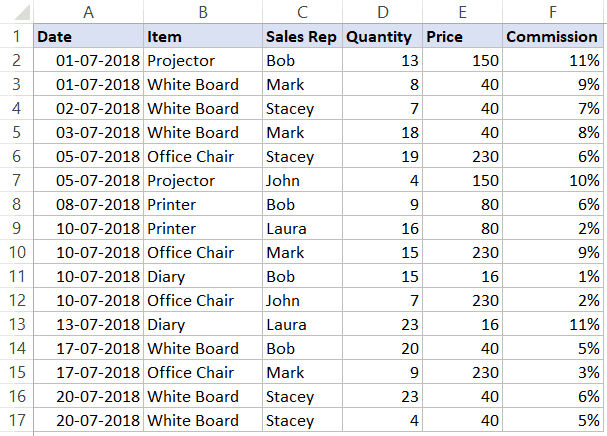 A B C D E F
1 Date Item Sales Rep Quantity Price Commission
2 01-07-2018 Projector Bob 13 150 11%
3 01-07-2018 White Board Mark 8 40 9%
4 02-07-2018 White Board Stacey 7 40 7%
5 03-07-2018 White Board Mark 18 40 8%
6 05-07-2018 Office Chair Stacey 19 230 6%
7 05-07-2018 Projector John 4 150 10%
8 08-07-2018 Printer Bob 9 80 6%
9 10-07-2018 Printer Laura 16 80 2%
10 10-07-2018 Office Chair Mark 15 230 9%
11 10-07-2018 Diary Bob 15 16 1%
12 10-07-2018 Office Chair John 7 230 2%
13 13-07-2018 Diary Laura 23 16 11%
14 17-07-2018 White Board Bob 20 40 5%
15 17-07-2018 Office Chair Mark 9 230 3%
16 20-07-2018 White Board Stacey 23 40 6%
17 20-07-2018 White Board Stacey 4 40 5%